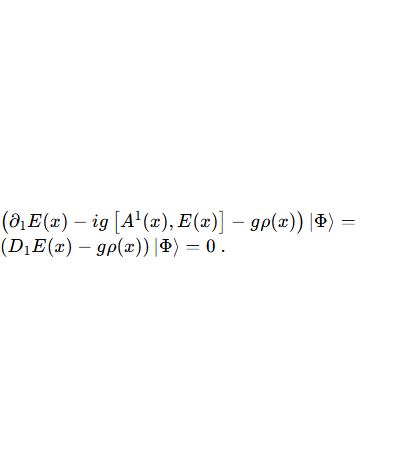 (∂₁E(x) − ig [A¹(x), E(x)] − gρ(x)) |Φ⟩ =
(D₁E(x) − gρ(x)) |Φ⟩ = 0 .